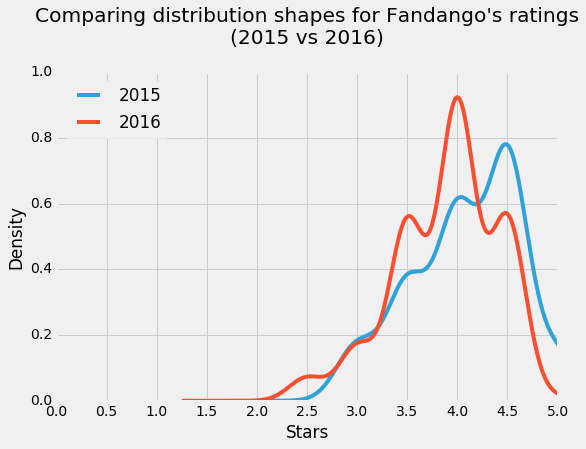 Comparing distribution shapes for Fandango's ratings
(2015 vs 2016)
1.0
2015
2016
0.8
0.6
Density
0.4
0.2
0.0
0.0 0.5 1.0 1.5 2.0 2.5 3.0 3.5 4.0 4.5 5.0
Stars